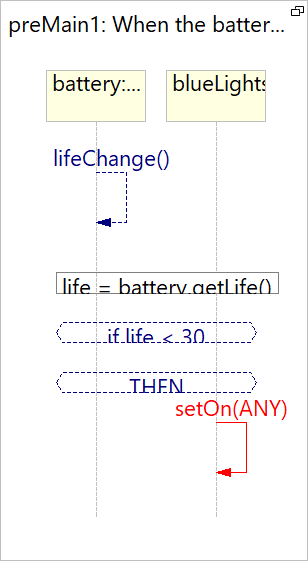 preMain1: When the batter...
battery:...
blueLights
lifeChange()
life = battery.getLife()
if life < 30
THEN
setOn(ANY)